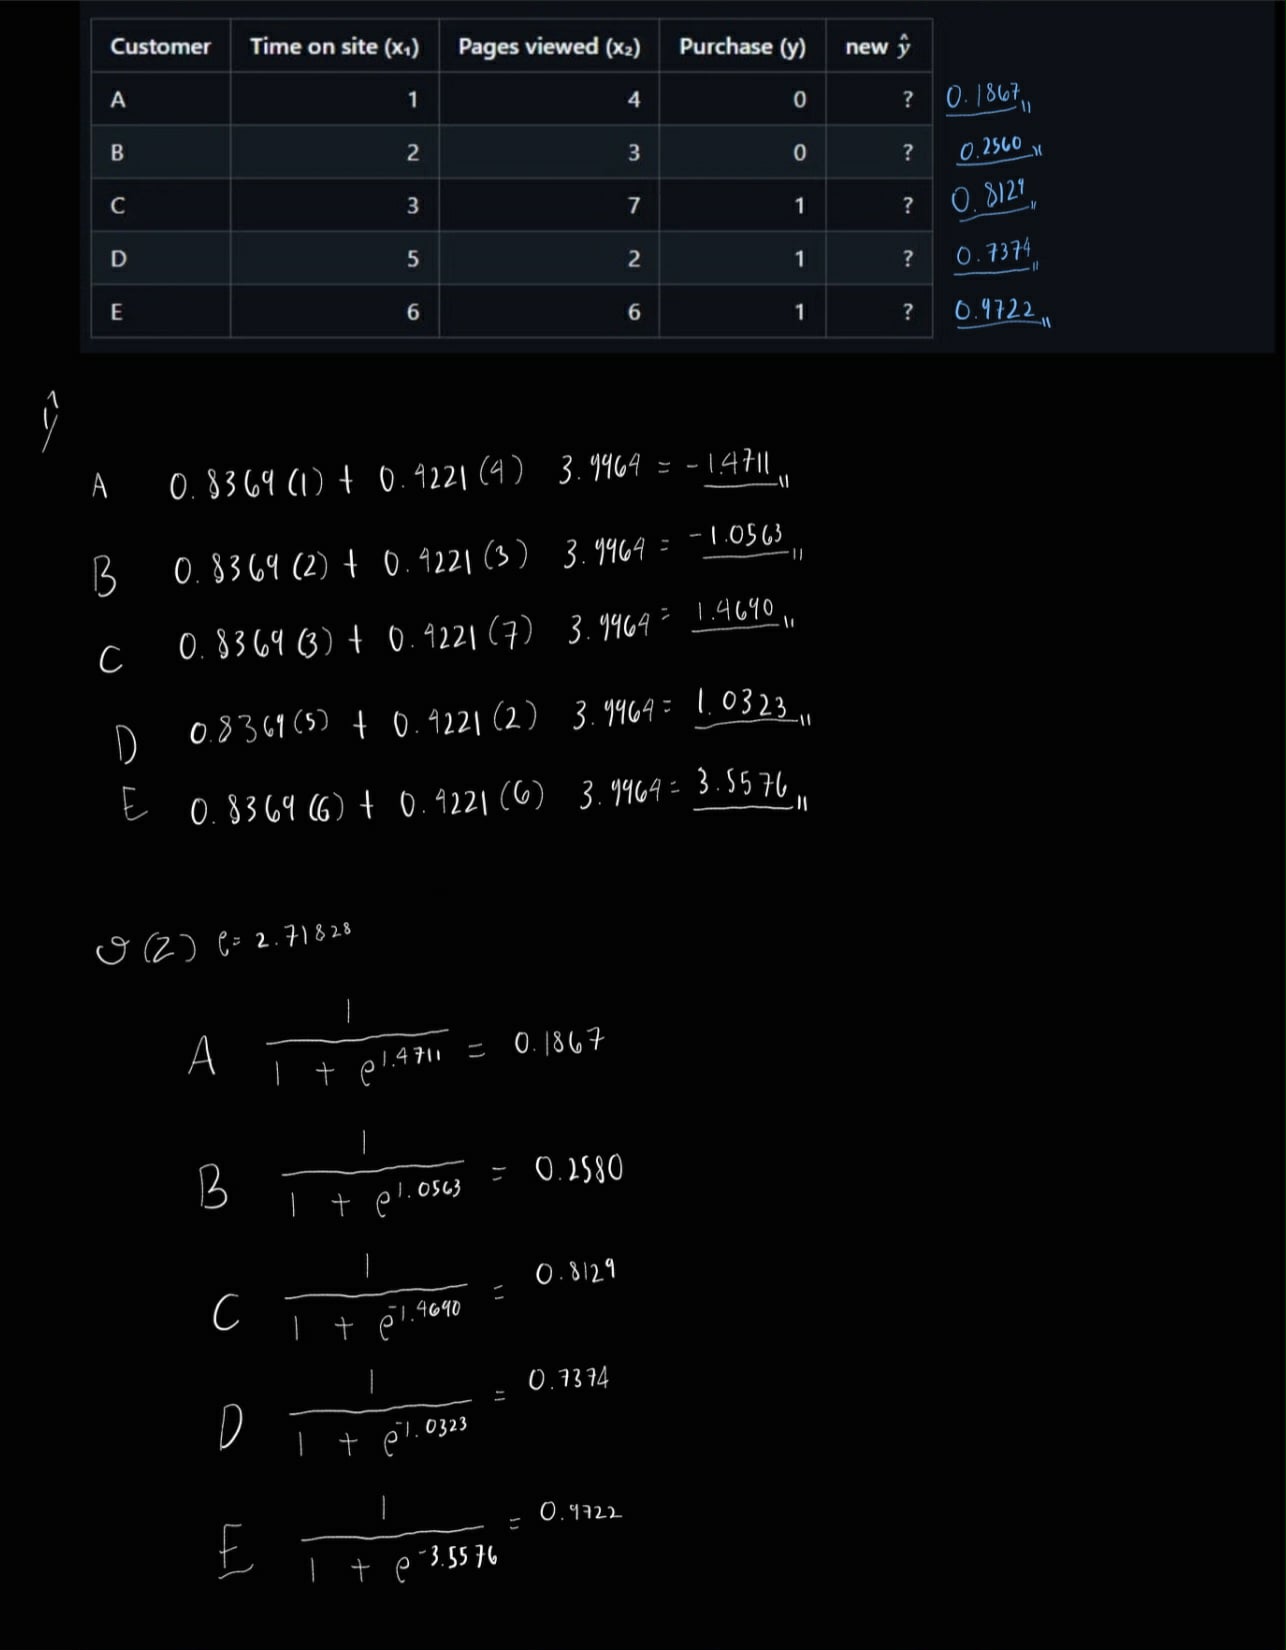 Customer Time on site (x₁) Pages viewed (x₂) Purchase (y) new ŷ
A 1 4 0 ? 0.1867
B 2 3 0 ? 0.2560
C 3 7 1 ? 0.8129
D 5 2 1 ? 0.7374
E 6 6 1 ? 0.9722
ŷ
A 0.8369 (1) + 0.4221 (4) 3.9964 = -1.4711
B 0.8369 (2) + 0.4221 (3) 3.9964 = -1.0563
C 0.8369 (3) + 0.4221 (7) 3.9964 = 1.4690
D 0.8369 (5) + 0.4221 (2) 3.9964 = 1.0323
E 0.8369 (6) + 0.4221 (6) 3.9964 = 3.5576
σ(z) e = 2.71828
1
A = 0.1867
1 + e^1.4711
1
B = 0.2580
1 + e^1.0563
1
C = 0.8129
1 + e^-1.4690
1
D = 0.7374
1 + e^-1.0323
1
E = 0.9722
1 + e^-3.5576